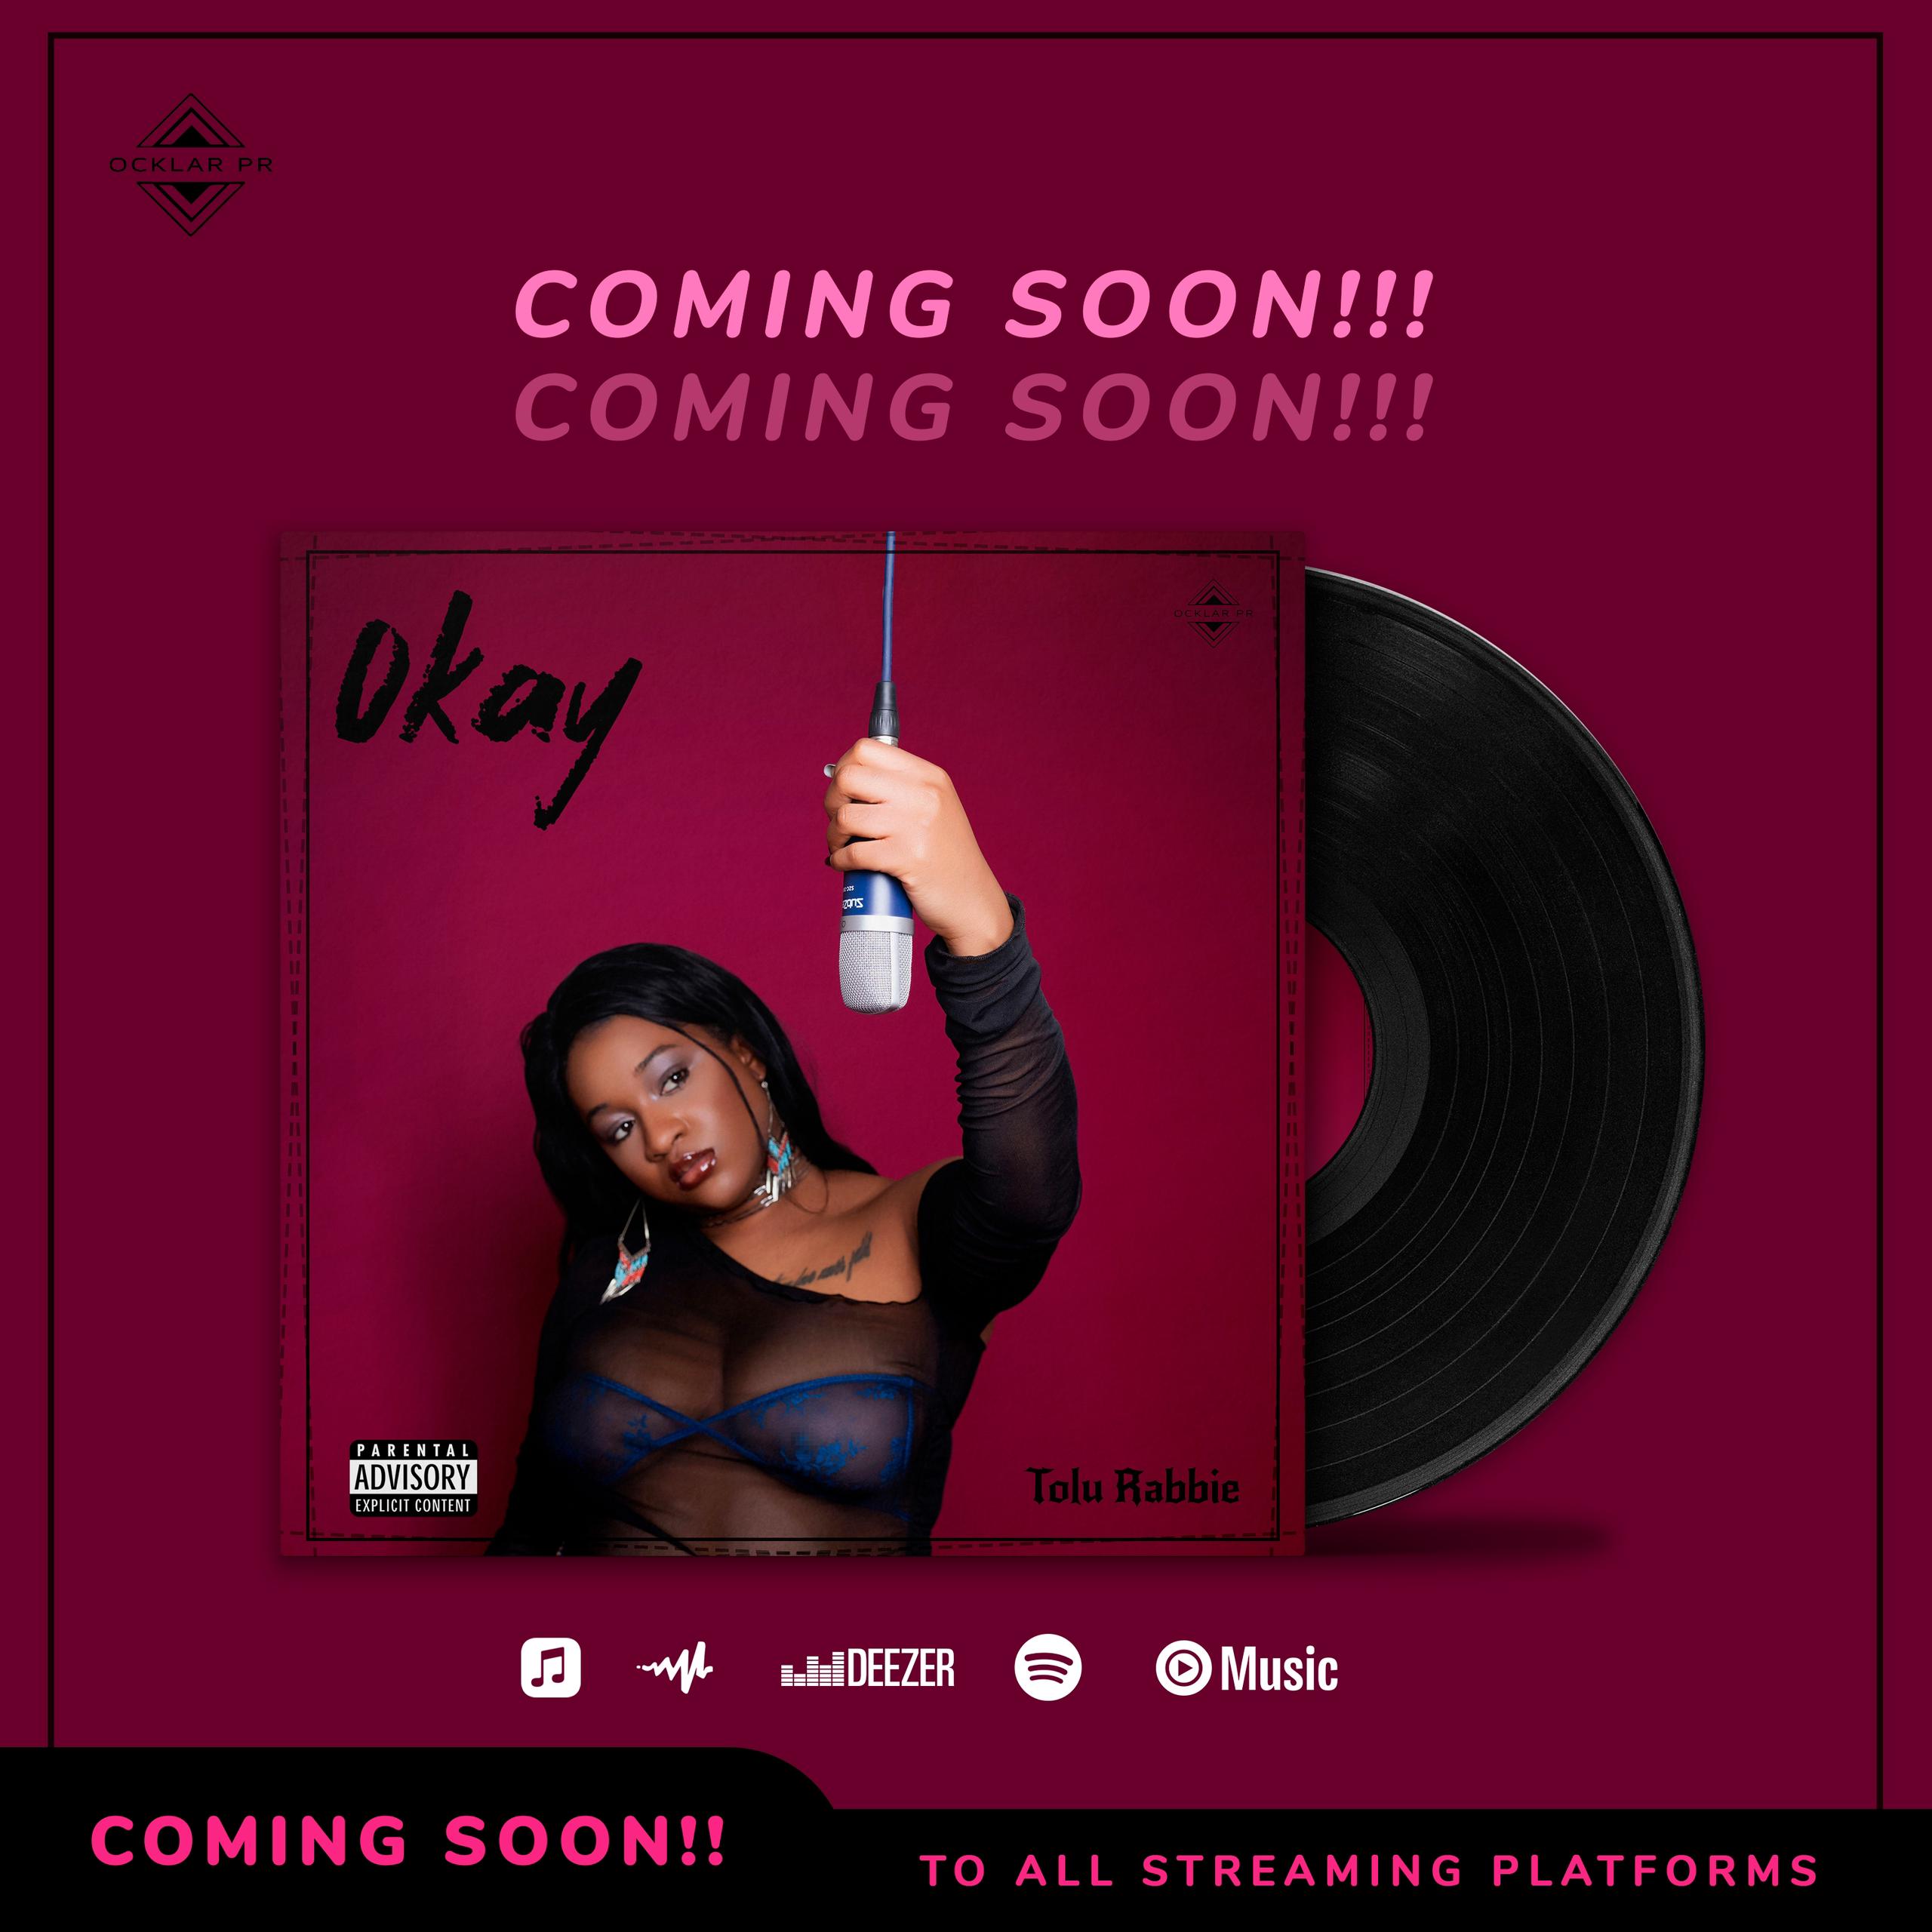 OCKLAR PR
COMING SOON!!!
COMING SOON!!!
Okay
OCKLAR PR
PARENTAL
ADVISORY
EXPLICIT CONTENT
Tolu Rabbie
DEEZER
Music
COMING SOON!!
TO ALL STREAMING PLATFORMS